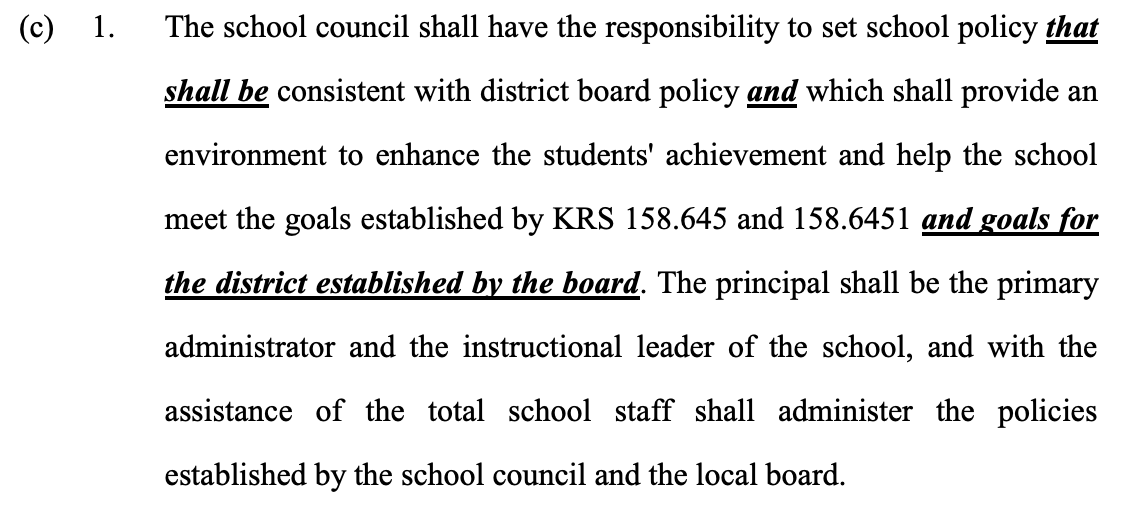 (c) 1. The school council shall have the responsibility to set school policy that
shall be consistent with district board policy and which shall provide an
environment to enhance the students' achievement and help the school
meet the goals established by KRS 158.645 and 158.6451 and goals for
the district established by the board. The principal shall be the primary
administrator and the instructional leader of the school, and with the
assistance of the total school staff shall administer the policies
established by the school council and the local board.